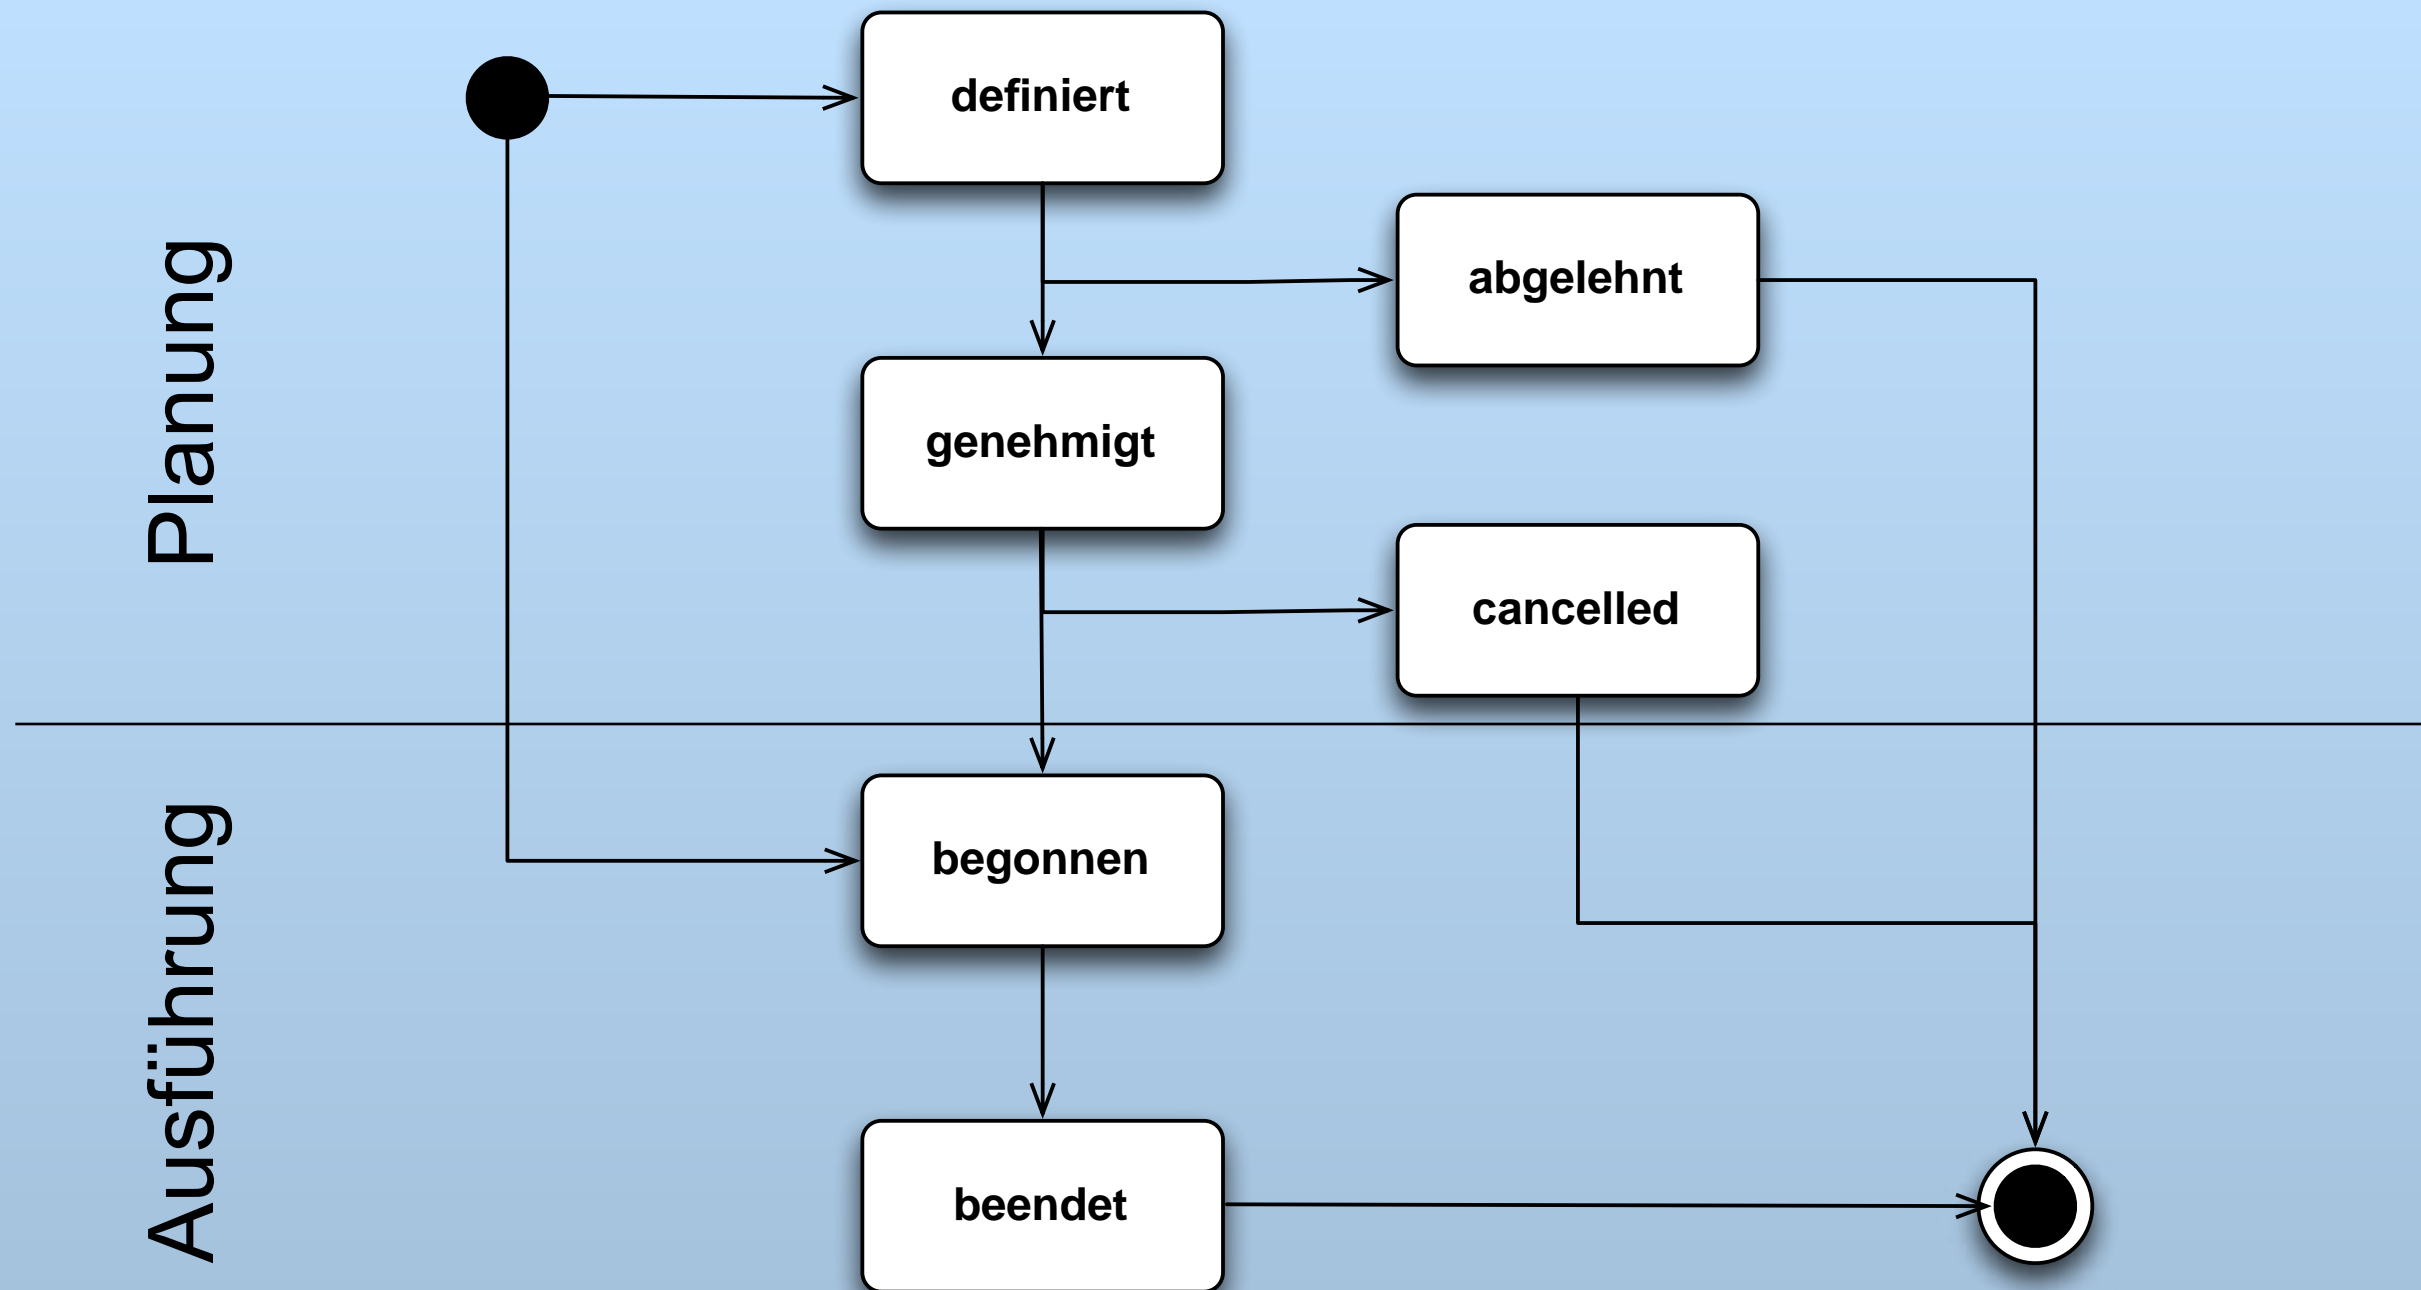 Planung
definiert
abgelehnt
genehmigt
cancelled
Ausführung
begonnen
beendet